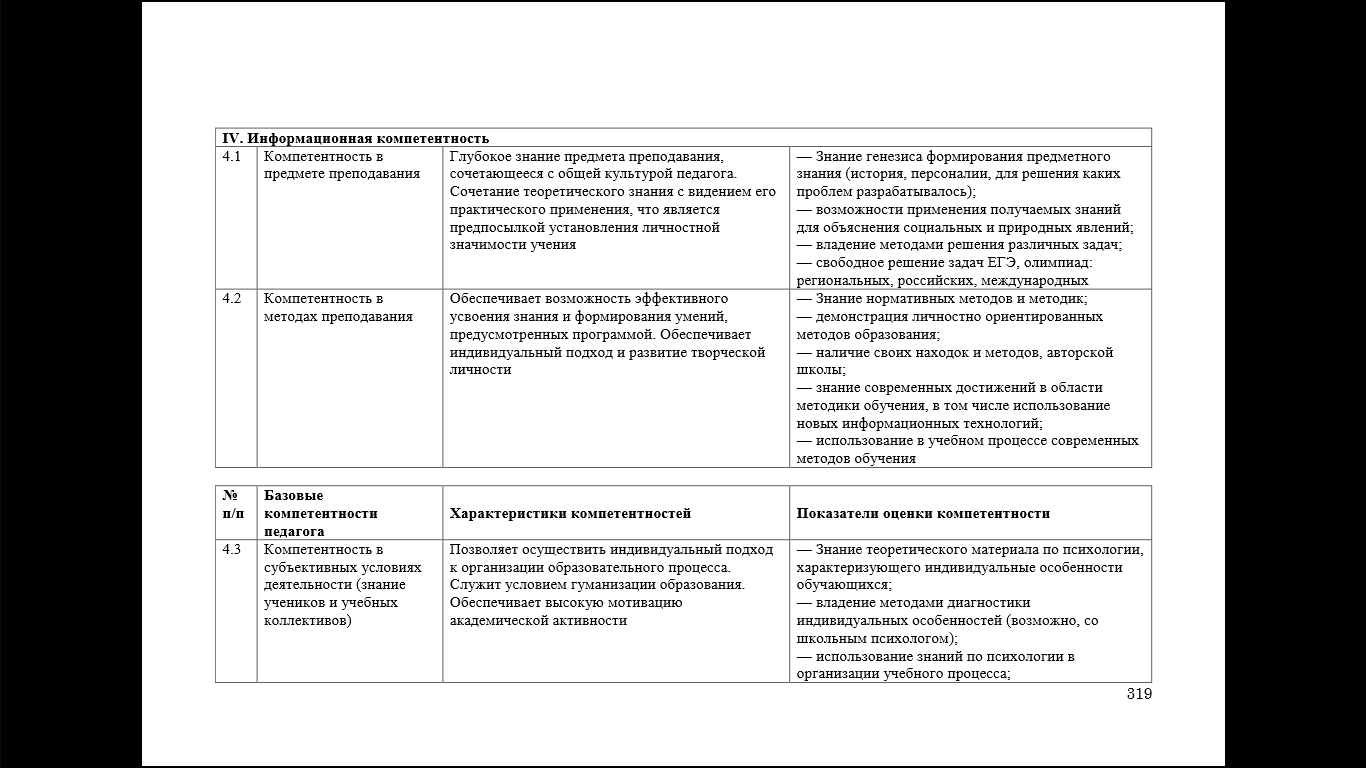 IV. Информационная компетентность
4.1
Компетентность в
предмете преподавания
Глубокое знание предмета преподавания,
сочетающееся с общей культурой педагога.
Сочетание теоретического знания с видением его
практического применения, что является
предпосылкой установления личностной
значимости учения
— Знание генезиса формирования предметного
знания (история, персоналии, для решения каких
проблем разрабатывалось);
— возможности применения получаемых знаний
для объяснения социальных и природных явлений;
— владение методами решения различных задач;
— свободное решение задач ЕГЭ, олимпиад:
региональных, российских, международных
4.2
Компетентность в
методах преподавания
Обеспечивает возможность эффективного
усвоения знания и формирования умений,
предусмотренных программой. Обеспечивает
индивидуальный подход и развитие творческой
личности
— Знание нормативных методов и методик;
— демонстрация личностно ориентированных
методов образования;
— наличие своих находок и методов, авторской
школы;
— знание современных достижений в области
методики обучения, в том числе использование
новых информационных технологий;
— использование в учебном процессе современных
методов обучения
№
п/п
Базовые
компетентности
педагога
Характеристики компетентностей
Показатели оценки компетентности
4.3
Компетентность в
субъективных условиях
деятельности (знание
учеников и учебных
коллективов)
Позволяет осуществить индивидуальный подход
к организации образовательного процесса.
Служит условием гуманизации образования.
Обеспечивает высокую мотивацию
академической активности
— Знание теоретического материала по психологии,
характеризующего индивидуальные особенности
обучающихся;
— владение методами диагностики
индивидуальных особенностей (возможно, со
школьным психологом);
— использование знаний по психологии в
организации учебного процесса;
319